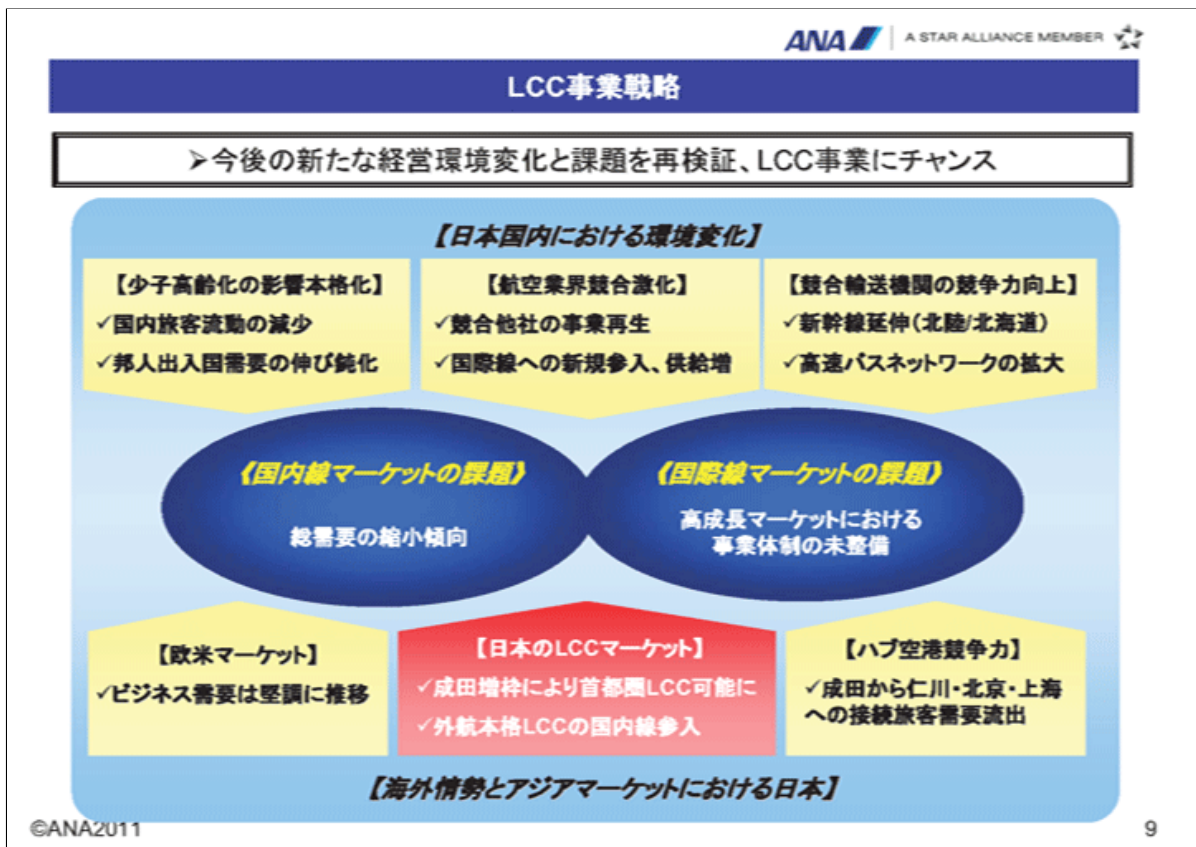 ANA A STAR ALLIANCE MEMBER
LCC事業戦略
➢今後の新たな経営環境変化と課題を再検証、LCC事業にチャンス
【日本国内における環境変化】
【少子高齢化の影響本格化】
✓国内旅客流動の減少
✓邦人出入国需要の伸び鈍化
【航空業界競合激化】
✓競合他社の事業再生
✓国際線への新規参入、供給増
【競合輸送機関の競争力向上】
✓新幹線延伸(北陸/北海道)
✓高速バスネットワークの拡大
《国内線マーケットの課題》
総需要の縮小傾向
《国際線マーケットの課題》
高成長マーケットにおける
事業体制の未整備
【欧米マーケット】
✓ビジネス需要は堅調に推移
【日本のLCCマーケット】
✓成田増枠により首都圏LCC可能に
✓外航本格LCCの国内線参入
【ハブ空港競争力】
✓成田から仁川・北京・上海
への接続旅客需要流出
【海外情勢とアジアマーケットにおける日本】
©ANA2011
9